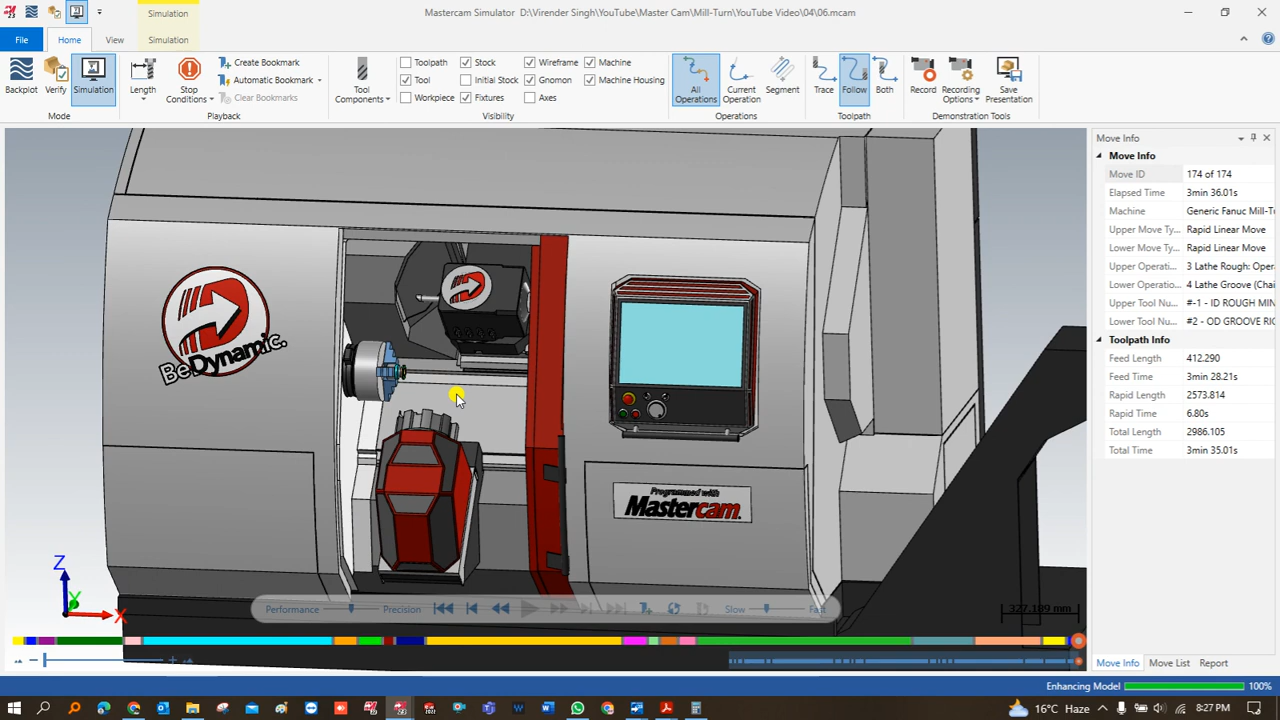 Simulation
Mastercam Simulator D:\Virender Singh\YouTube\Master Cam\Mill-Turn\YouTube Video\04\06.mcam
File
Home
View
Simulation
Backplot
Verify
Simulation
Mode
Length
Stop
Conditions
Create Bookmark
Automatic Bookmark
Clear Bookmarks
Playback
Tool
Components
Toolpath
Tool
Workpiece
Stock
Initial Stock
Fixtures
Wireframe
Gnomon
Axes
Machine
Machine Housing
Visibility
All
Operations
Current
Operation
Segment
Operations
Trace
Follow
Both
Toolpath
Record
Recording
Options
Save
Presentation
Demonstration Tools
Be Dynamic.
Programmed with
Mastercam.
Z
Y
X
327.189 mm
Performance
Precision
Slow
Fast
Move Info
Move Info
Move ID 174 of 174
Elapsed Time 3min 36.01s
Machine Generic Fanuc Mill-T
Upper Move Ty... Rapid Linear Move
Lower Move Ty... Rapid Linear Move
Upper Operati... 3 Lathe Rough: Oper
Lower Operati... 4 Lathe Groove (Chai
Upper Tool Nu... #-1 - ID ROUGH MIN
Lower Tool Nu... #2 - OD GROOVE RIC
Toolpath Info
Feed Length 412.290
Feed Time 3min 28.21s
Rapid Length 2573.814
Rapid Time 6.80s
Total Length 2986.105
Total Time 3min 35.01s
Move Info
Move List
Report
Enhancing Model 100%
16°C Haze
8:27 PM